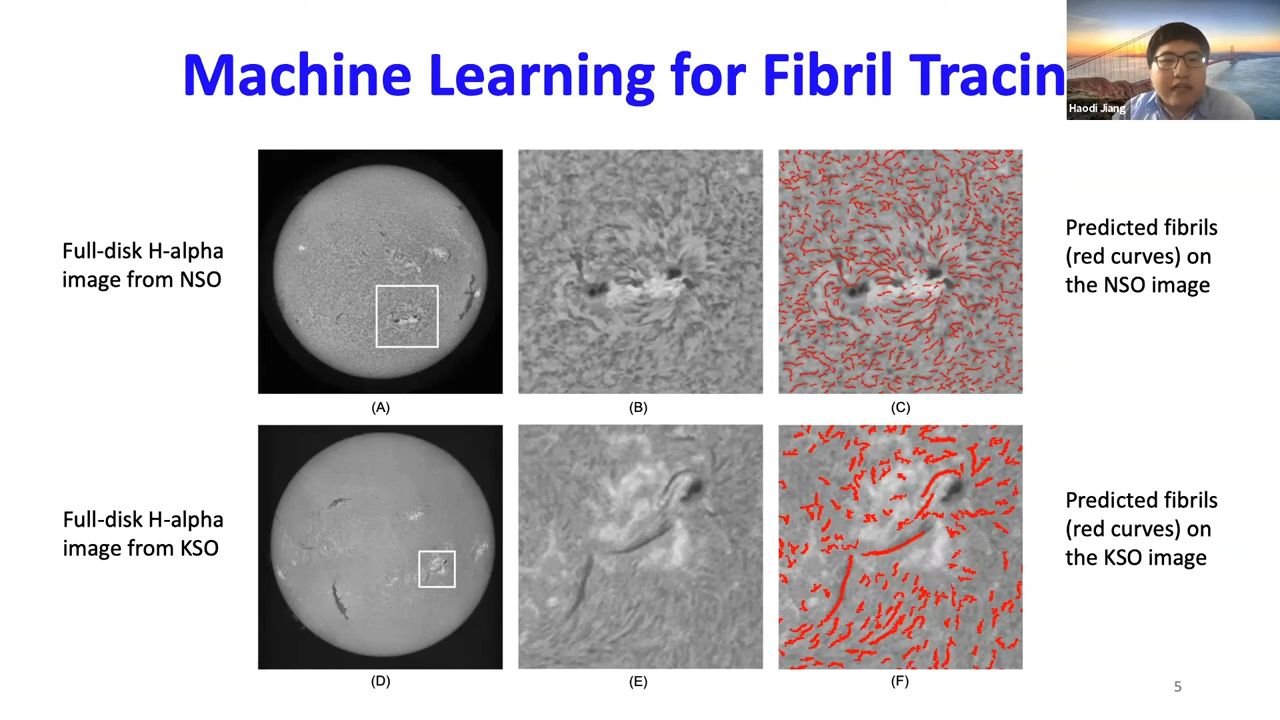 Machine Learning for Fibril Tracin
Haodi Jiang
Full-disk H-alpha
image from NSO
Predicted fibrils
(red curves) on
the NSO image
(A)
(B)
(C)
Full-disk H-alpha
image from KSO
Predicted fibrils
(red curves) on
the KSO image
(D)
(E)
(F)
5